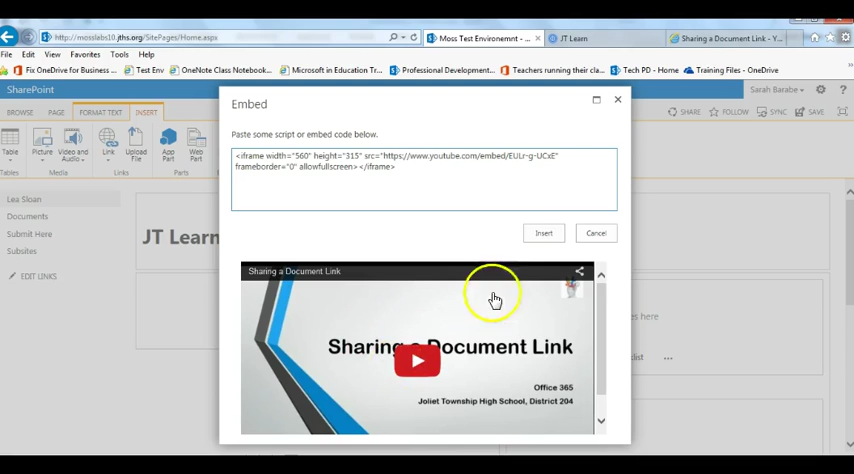 http://mosslabs10.jths.org/SitePages/Home.aspx
Moss Test Environemnt - ...
JT Learn
Sharing a Document Link - Y...
File Edit View Favorites Tools Help
Fix OneDrive for Business ...
Test Env
OneNote Class Notebook...
Microsoft in Education Tr...
Professional Development...
Teachers running their clas...
Tech PD - Home
Training Files - OneDrive
SharePoint
Sarah Barabe
?
BROWSE PAGE FORMAT TEXT INSERT
SHARE FOLLOW SYNC SAVE
Table
Picture
Video and Audio
Link
Upload File
App Part
Web Part
Tables Media Links Parts
Lea Sloan
Documents
Submit Here
Subsites
EDIT LINKS
JT Learn
Embed
Paste some script or embed code below.
<iframe width="560" height="315" src="https://www.youtube.com/embed/EULr-g-UCxE"
frameborder="0" allowfullscreen></iframe>
Insert Cancel
Sharing a Document Link
Sharing a Document Link
Office 365
Joliet Township High School, District 204
es here
...